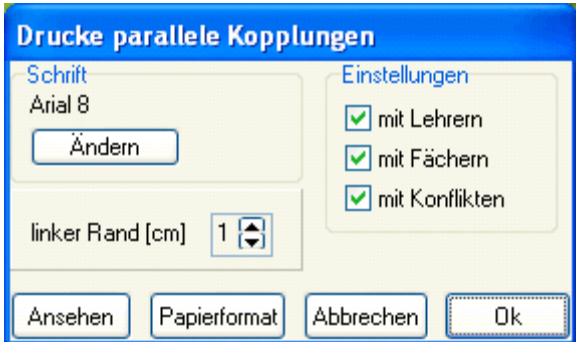 Drucke parallele Kopplungen
Schrift
Arial 8
Ändern
linker Rand [cm] 1
Einstellungen
mit Lehrern
mit Fächern
mit Konflikten
Ansehen Papierformat Abbrechen Ok